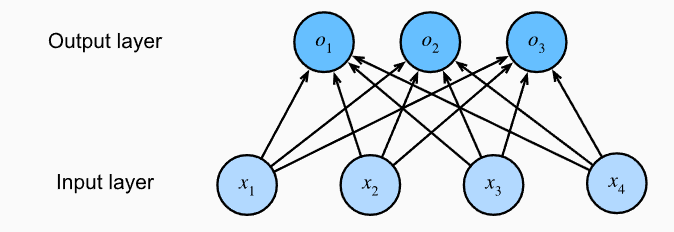 Output layer o₁ o₂ o₃
Input layer x₁ x₂ x₃ x₄